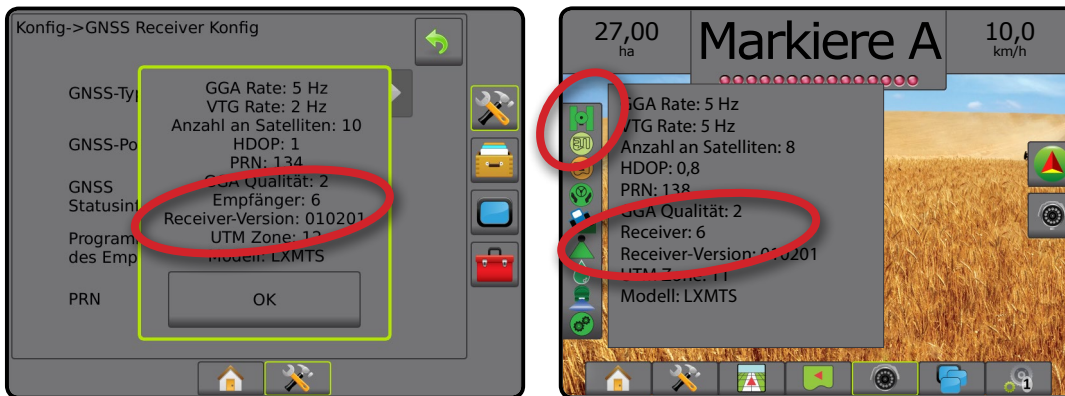 Konfig->GNSS Receiver Konfig
GNSS-Typ
GNSS-Po
GNSS
Statusinf
Program
des Emp
PRN
GGA Rate: 5 Hz
VTG Rate: 2 Hz
Anzahl an Satelliten: 10
HDOP: 1
PRN: 134
GGA Qualität: 2
Empfänger: 6
Receiver-Version: 010201
UTM Zone: 12
Modell: LXMTS
OK
27,00
ha
Markiere A
10,0
km/h
GGA Rate: 5 Hz
VTG Rate: 5 Hz
Anzahl an Satelliten: 8
HDOP: 0,8
PRN: 138
GGA Qualität: 2
Receiver: 6
Receiver-Version: 010201
UTM Zone: 11
Modell: LXMTS
1